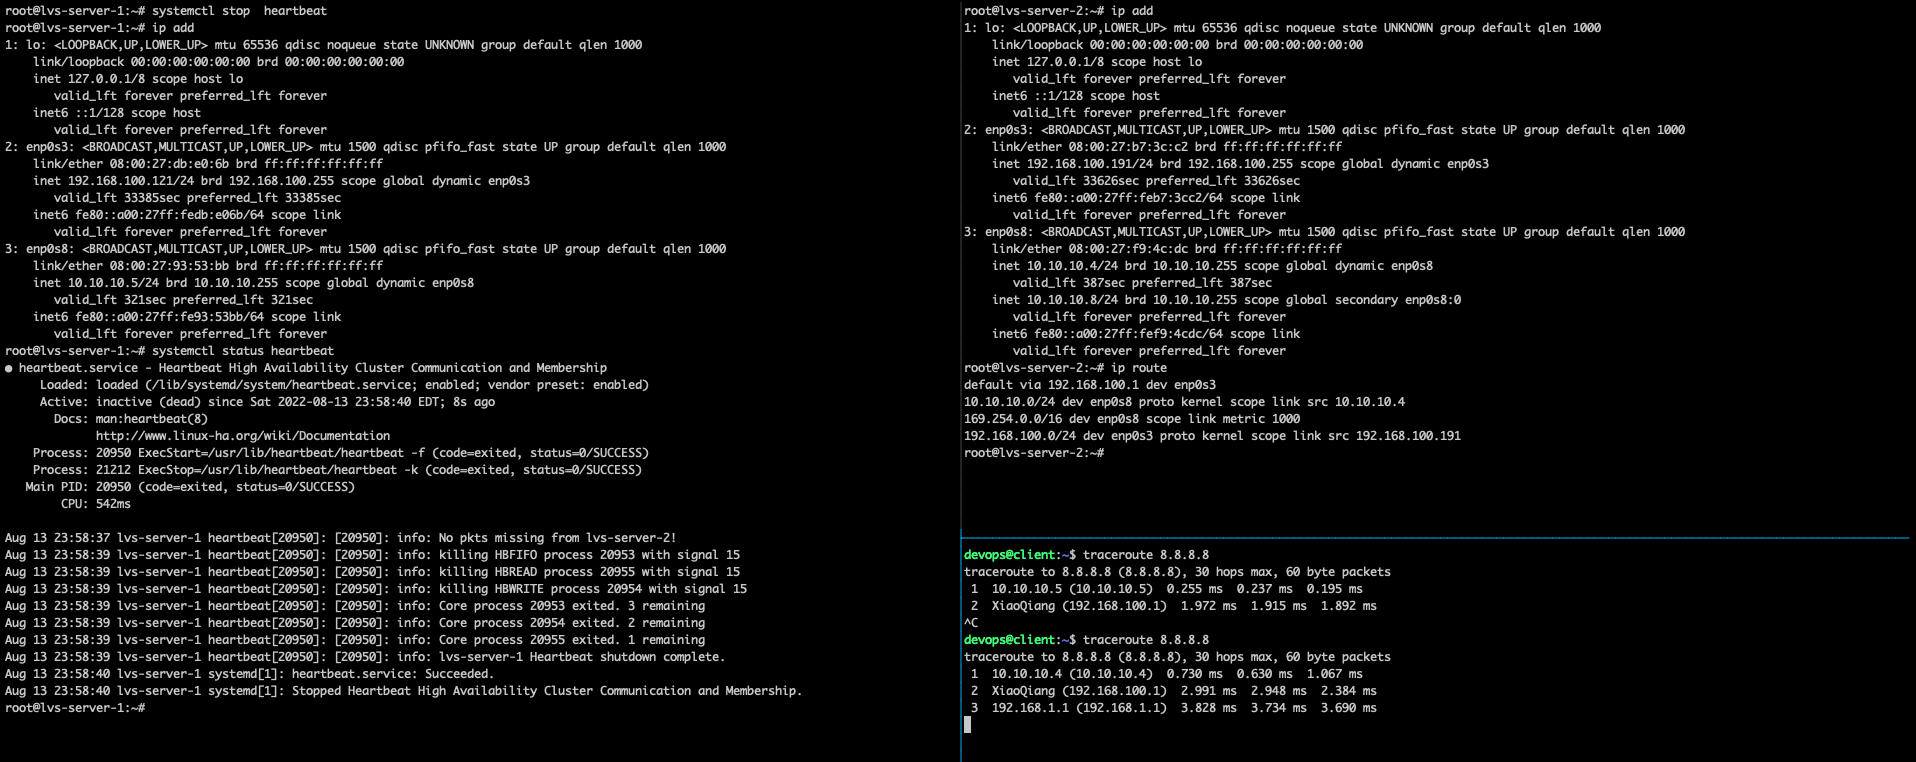 root@lvs-server-1:~# systemctl stop  heartbeat
root@lvs-server-1:~# ip add
1: lo: <LOOPBACK,UP,LOWER_UP> mtu 65536 qdisc noqueue state UNKNOWN group default qlen 1000
    link/loopback 00:00:00:00:00:00 brd 00:00:00:00:00:00
    inet 127.0.0.1/8 scope host lo
       valid_lft forever preferred_lft forever
    inet6 ::1/128 scope host
       valid_lft forever preferred_lft forever
2: enp0s3: <BROADCAST,MULTICAST,UP,LOWER_UP> mtu 1500 qdisc pfifo_fast state UP group default qlen 1000
    link/ether 08:00:27:db:e0:6b brd ff:ff:ff:ff:ff:ff
    inet 192.168.100.121/24 brd 192.168.100.255 scope global dynamic enp0s3
       valid_lft 33385sec preferred_lft 33385sec
    inet6 fe80::a00:27ff:fedb:e06b/64 scope link
       valid_lft forever preferred_lft forever
3: enp0s8: <BROADCAST,MULTICAST,UP,LOWER_UP> mtu 1500 qdisc pfifo_fast state UP group default qlen 1000
    link/ether 08:00:27:93:53:bb brd ff:ff:ff:ff:ff:ff
    inet 10.10.10.5/24 brd 10.10.10.255 scope global dynamic enp0s8
       valid_lft 321sec preferred_lft 321sec
    inet6 fe80::a00:27ff:fe93:53bb/64 scope link
       valid_lft forever preferred_lft forever
root@lvs-server-1:~# systemctl status heartbeat
● heartbeat.service - Heartbeat High Availability Cluster Communication and Membership
     Loaded: loaded (/lib/systemd/system/heartbeat.service; enabled; vendor preset: enabled)
     Active: inactive (dead) since Sat 2022-08-13 23:58:40 EDT; 8s ago
       Docs: man:heartbeat(8)
             http://www.linux-ha.org/wiki/Documentation
    Process: 20950 ExecStart=/usr/lib/heartbeat/heartbeat -f (code=exited, status=0/SUCCESS)
    Process: 21212 ExecStop=/usr/lib/heartbeat/heartbeat -k (code=exited, status=0/SUCCESS)
   Main PID: 20950 (code=exited, status=0/SUCCESS)
        CPU: 542ms
Aug 13 23:58:37 lvs-server-1 heartbeat[20950]: [20950]: info: No pkts missing from lvs-server-2!
Aug 13 23:58:39 lvs-server-1 heartbeat[20950]: [20950]: info: killing HBFIFO process 20953 with signal 15
Aug 13 23:58:39 lvs-server-1 heartbeat[20950]: [20950]: info: killing HBREAD process 20955 with signal 15
Aug 13 23:58:39 lvs-server-1 heartbeat[20950]: [20950]: info: killing HBWRITE process 20954 with signal 15
Aug 13 23:58:39 lvs-server-1 heartbeat[20950]: [20950]: info: Core process 20953 exited. 3 remaining
Aug 13 23:58:39 lvs-server-1 heartbeat[20950]: [20950]: info: Core process 20954 exited. 2 remaining
Aug 13 23:58:39 lvs-server-1 heartbeat[20950]: [20950]: info: Core process 20955 exited. 1 remaining
Aug 13 23:58:39 lvs-server-1 heartbeat[20950]: [20950]: info: lvs-server-1 Heartbeat shutdown complete.
Aug 13 23:58:40 lvs-server-1 systemd[1]: heartbeat.service: Succeeded.
Aug 13 23:58:40 lvs-server-1 systemd[1]: Stopped Heartbeat High Availability Cluster Communication and Membership.
root@lvs-server-1:~#
root@lvs-server-2:~# ip add
1: lo: <LOOPBACK,UP,LOWER_UP> mtu 65536 qdisc noqueue state UNKNOWN group default qlen 1000
    link/loopback 00:00:00:00:00:00 brd 00:00:00:00:00:00
    inet 127.0.0.1/8 scope host lo
       valid_lft forever preferred_lft forever
    inet6 ::1/128 scope host
       valid_lft forever preferred_lft forever
2: enp0s3: <BROADCAST,MULTICAST,UP,LOWER_UP> mtu 1500 qdisc pfifo_fast state UP group default qlen 1000
    link/ether 08:00:27:b7:3c:c2 brd ff:ff:ff:ff:ff:ff
    inet 192.168.100.191/24 brd 192.168.100.255 scope global dynamic enp0s3
       valid_lft 33626sec preferred_lft 33626sec
    inet6 fe80::a00:27ff:feb7:3cc2/64 scope link
       valid_lft forever preferred_lft forever
3: enp0s8: <BROADCAST,MULTICAST,UP,LOWER_UP> mtu 1500 qdisc pfifo_fast state UP group default qlen 1000
    link/ether 08:00:27:f9:4c:dc brd ff:ff:ff:ff:ff:ff
    inet 10.10.10.4/24 brd 10.10.10.255 scope global dynamic enp0s8
       valid_lft 387sec preferred_lft 387sec
    inet 10.10.10.8/24 brd 10.10.10.255 scope global secondary enp0s8:0
       valid_lft forever preferred_lft forever
    inet6 fe80::a00:27ff:fef9:4cdc/64 scope link
       valid_lft forever preferred_lft forever
root@lvs-server-2:~# ip route
default via 192.168.100.1 dev enp0s3
10.10.10.0/24 dev enp0s8 proto kernel scope link src 10.10.10.4
169.254.0.0/16 dev enp0s8 scope link metric 1000
192.168.100.0/24 dev enp0s3 proto kernel scope link src 192.168.100.191
root@lvs-server-2:~#
devops@client:~$ traceroute 8.8.8.8
traceroute to 8.8.8.8 (8.8.8.8), 30 hops max, 60 byte packets
 1  10.10.10.5 (10.10.10.5)  0.255 ms  0.237 ms  0.195 ms
 2  XiaoQiang (192.168.100.1)  1.972 ms  1.915 ms  1.892 ms
^C
devops@client:~$ traceroute 8.8.8.8
traceroute to 8.8.8.8 (8.8.8.8), 30 hops max, 60 byte packets
 1  10.10.10.4 (10.10.10.4)  0.730 ms  0.630 ms  1.067 ms
 2  XiaoQiang (192.168.100.1)  2.991 ms  2.948 ms  2.384 ms
 3  192.168.1.1 (192.168.1.1)  3.828 ms  3.734 ms  3.690 ms